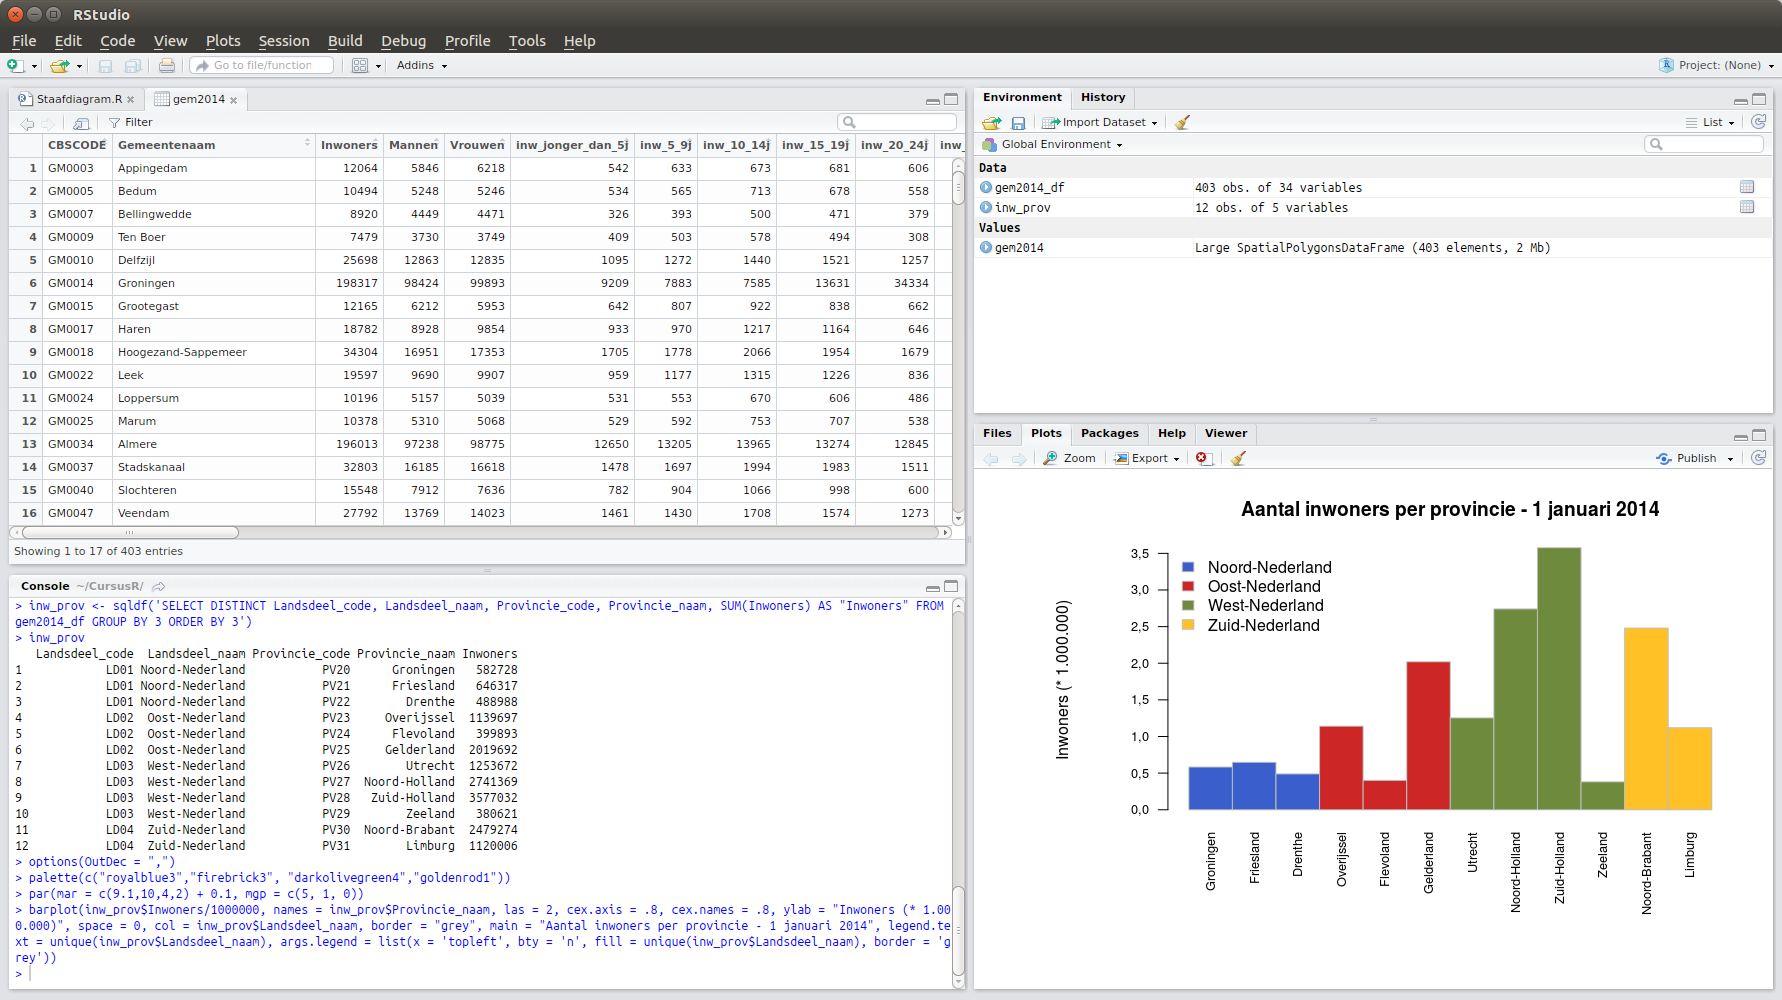 RStudio
File Edit Code View Plots Session Build Debug Profile Tools Help
Go to file/function Addins Project: (None)
Staafdiagram.R gem2014
Filter
CBSCODE Gemeentenaam Inwoners Mannen Vrouwen inw_jonger_dan_5j inw_5_9j inw_10_14j inw_15_19j inw_20_24j inw_
1 GM0003 Appingedam 12064 5846 6218 542 633 673 681 606
2 GM0005 Bedum 10494 5248 5246 534 565 713 678 558
3 GM0007 Bellingwedde 8920 4449 4471 326 393 500 471 379
4 GM0009 Ten Boer 7479 3730 3749 409 503 578 494 308
5 GM0010 Delfzijl 25698 12863 12835 1095 1272 1440 1521 1257
6 GM0014 Groningen 198317 98424 99893 9209 7883 7585 13631 34334
7 GM0015 Grootegast 12165 6212 5953 642 807 922 838 662
8 GM0017 Haren 18782 8928 9854 933 970 1217 1164 646
9 GM0018 Hoogezand-Sappemeer 34304 16951 17353 1705 1778 2066 1954 1679
10 GM0022 Leek 19597 9690 9907 959 1177 1315 1226 836
11 GM0024 Loppersum 10196 5157 5039 531 553 670 606 486
12 GM0025 Marum 10378 5310 5068 529 592 753 707 538
13 GM0034 Almere 196013 97238 98775 12650 13205 13965 13274 12845
14 GM0037 Stadskanaal 32803 16185 16618 1478 1697 1994 1983 1511
15 GM0040 Slochteren 15548 7912 7636 782 904 1066 998 600
16 GM0047 Veendam 27792 13769 14023 1461 1430 1708 1574 1273
Showing 1 to 17 of 403 entries
Console ~/CursusR/
> inw_prov <- sqldf('SELECT DISTINCT Landsdeel_code, Landsdeel_naam, Provincie_code, Provincie_naam, SUM(Inwoners) AS "Inwoners" FROM
gem2014_df GROUP BY 3 ORDER BY 3')
> inw_prov
Landsdeel_code Landsdeel_naam Provincie_code Provincie_naam Inwoners
1 LD01 Noord-Nederland PV20 Groningen 582728
2 LD01 Noord-Nederland PV21 Friesland 646317
3 LD01 Noord-Nederland PV22 Drenthe 488988
4 LD02 Oost-Nederland PV23 Overijssel 1139697
5 LD02 Oost-Nederland PV24 Flevoland 399893
6 LD02 Oost-Nederland PV25 Gelderland 2019692
7 LD03 West-Nederland PV26 Utrecht 1253672
8 LD03 West-Nederland PV27 Noord-Holland 2741369
9 LD03 West-Nederland PV28 Zuid-Holland 3577032
10 LD03 West-Nederland PV29 Zeeland 380621
11 LD04 Zuid-Nederland PV30 Noord-Brabant 2479274
12 LD04 Zuid-Nederland PV31 Limburg 1120006
> options(OutDec = ",")
> palette(c("royalblue3","firebrick3", "darkolivegreen4","goldenrod1"))
> par(mar = c(9.1,10,4,2) + 0.1, mgp = c(5, 1, 0))
> barplot(inw_prov$Inwoners/1000000, names = inw_prov$Provincie_naam, las = 2, cex.axis = .8, cex.names = .8, ylab = "Inwoners (* 1.00
0.000)", space = 0, col = inw_prov$Landsdeel_naam, border = "grey", main = "Aantal inwoners per provincie - 1 januari 2014", legend.te
xt = unique(inw_prov$Landsdeel_naam), args.legend = list(x = 'topleft', bty = 'n', fill = unique(inw_prov$Landsdeel_naam), border = 'g
rey'))
>
Environment History
Import Dataset List
Global Environment
Data
gem2014_df 403 obs. of 34 variables
inw_prov 12 obs. of 5 variables
Values
gem2014 Large SpatialPolygonsDataFrame (403 elements, 2 Mb)
Files Plots Packages Help Viewer
Zoom Export Publish
Aantal inwoners per provincie - 1 januari 2014
Inwoners (* 1.000.000)
3,5
3,0
2,5
2,0
1,5
1,0
0,5
0,0
Noord-Nederland
Oost-Nederland
West-Nederland
Zuid-Nederland
Groningen
Friesland
Drenthe
Overijssel
Flevoland
Gelderland
Utrecht
Noord-Holland
Zuid-Holland
Zeeland
Noord-Brabant
Limburg